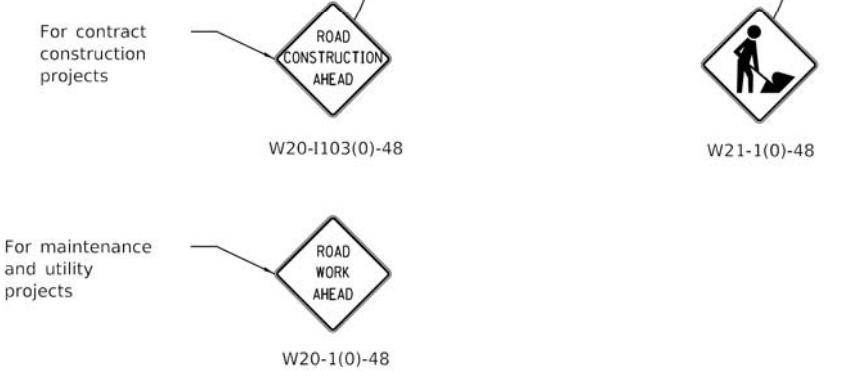 For contract
construction
projects
ROAD
CONSTRUCTION
AHEAD
W20-I103(0)-48
W21-1(0)-48
For maintenance
and utility
projects
ROAD
WORK
AHEAD
W20-1(0)-48